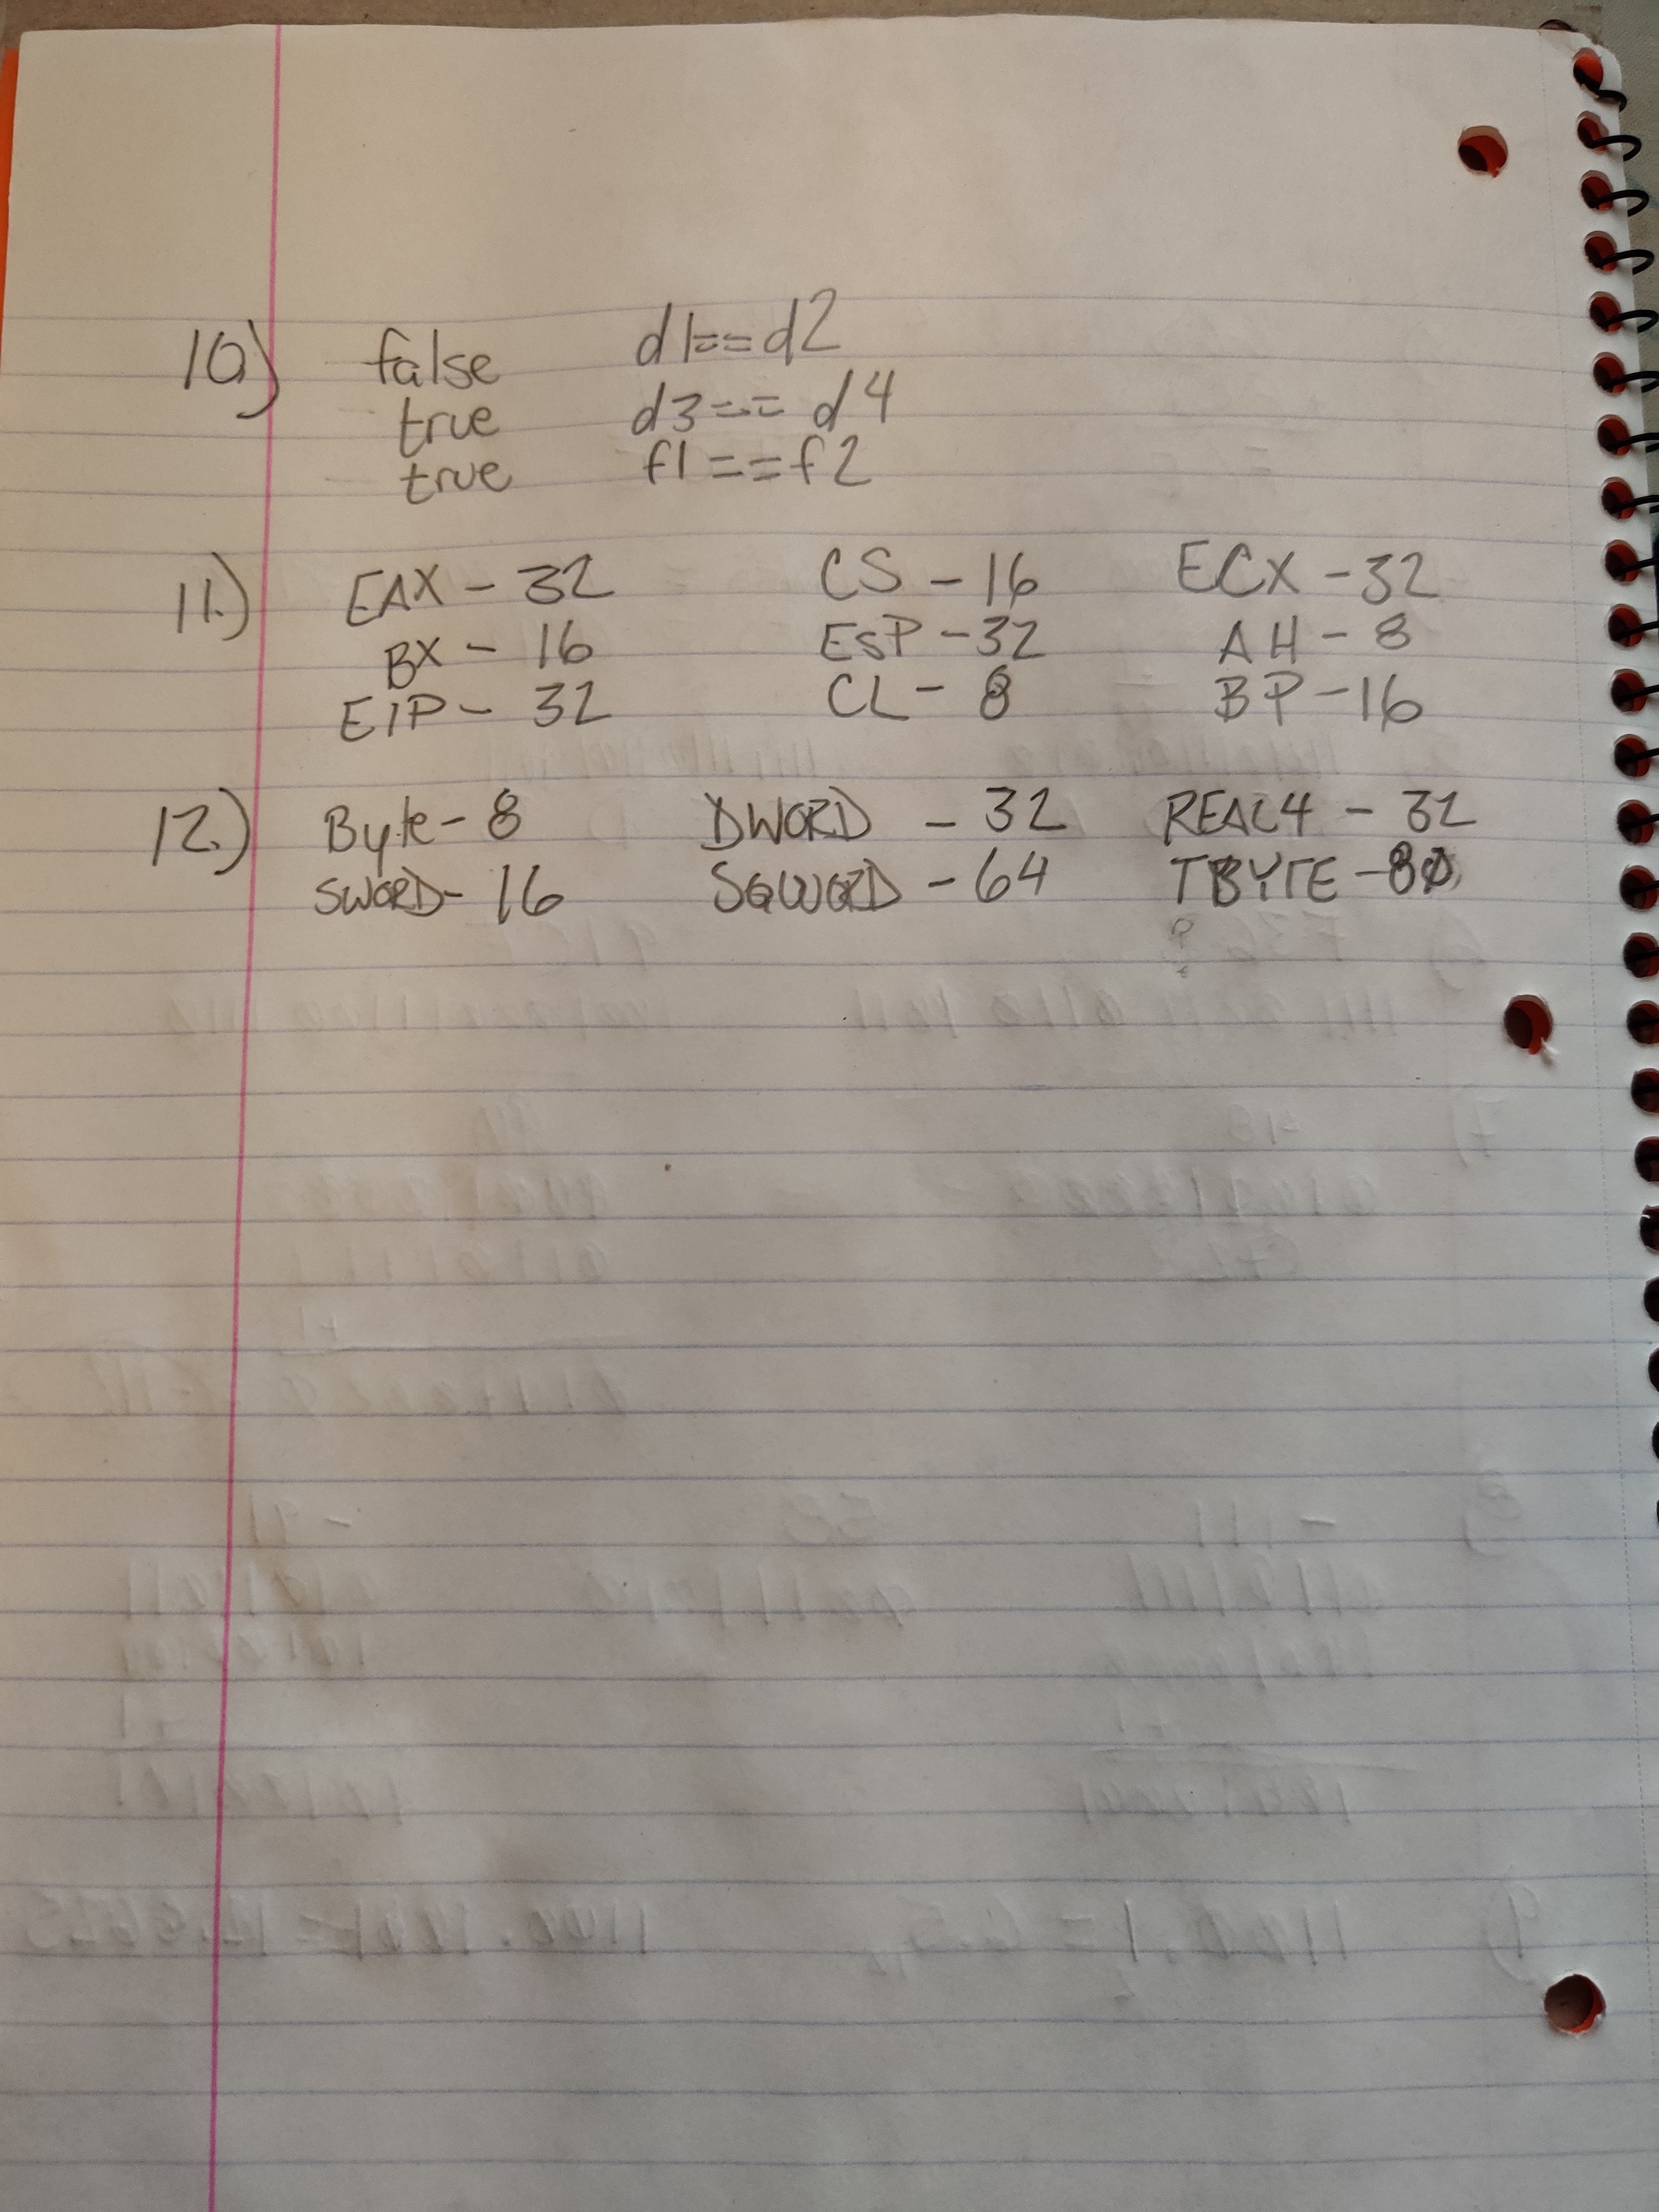 10) false d1==d2
true d3== d4
true f1==f2
11.) EAX - 32 CS - 16 ECX - 32
BX - 16 ESP - 32 AH - 8
EIP - 32 CL - 8 BP - 16
12.) Byte - 8 DWORD - 32 REAL4 - 32
SWORD - 16 SQWORD - 64 TBYTE - 80